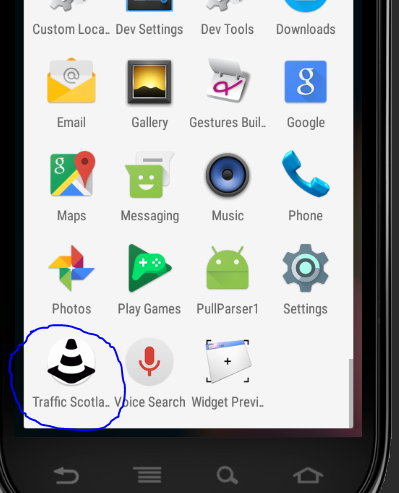 Custom Loca.. Dev Settings Dev Tools Downloads
@ g
Email Gallery Gestures Buil.. Google
g
Maps Messaging Music Phone
Photos Play Games PullParser1 Settings
Traffic Scotla.. Voice Search Widget Previ..